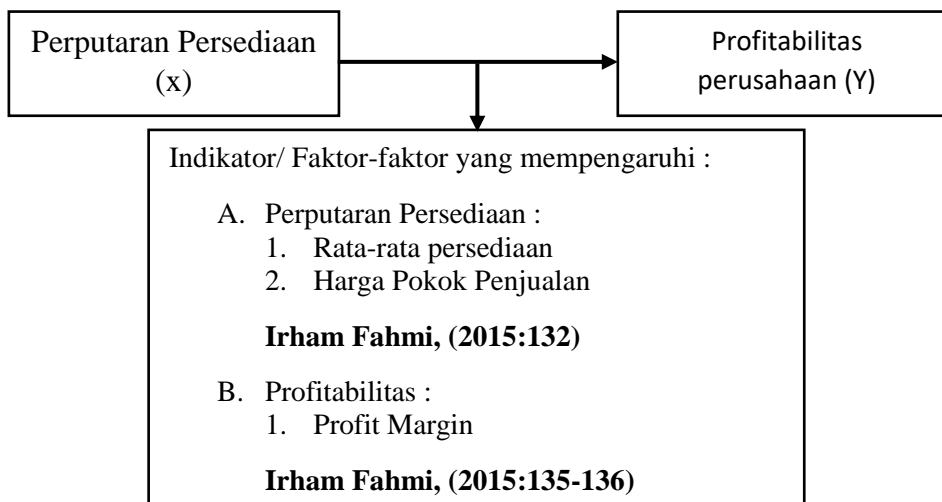 Perputaran Persediaan
(x)
Profitabilitas
perusahaan (Y)
Indikator/ Faktor-faktor yang mempengaruhi :
A. Perputaran Persediaan :
1. Rata-rata persediaan
2. Harga Pokok Penjualan
Irham Fahmi, (2015:132)
B. Profitabilitas :
1. Profit Margin
Irham Fahmi, (2015:135-136)